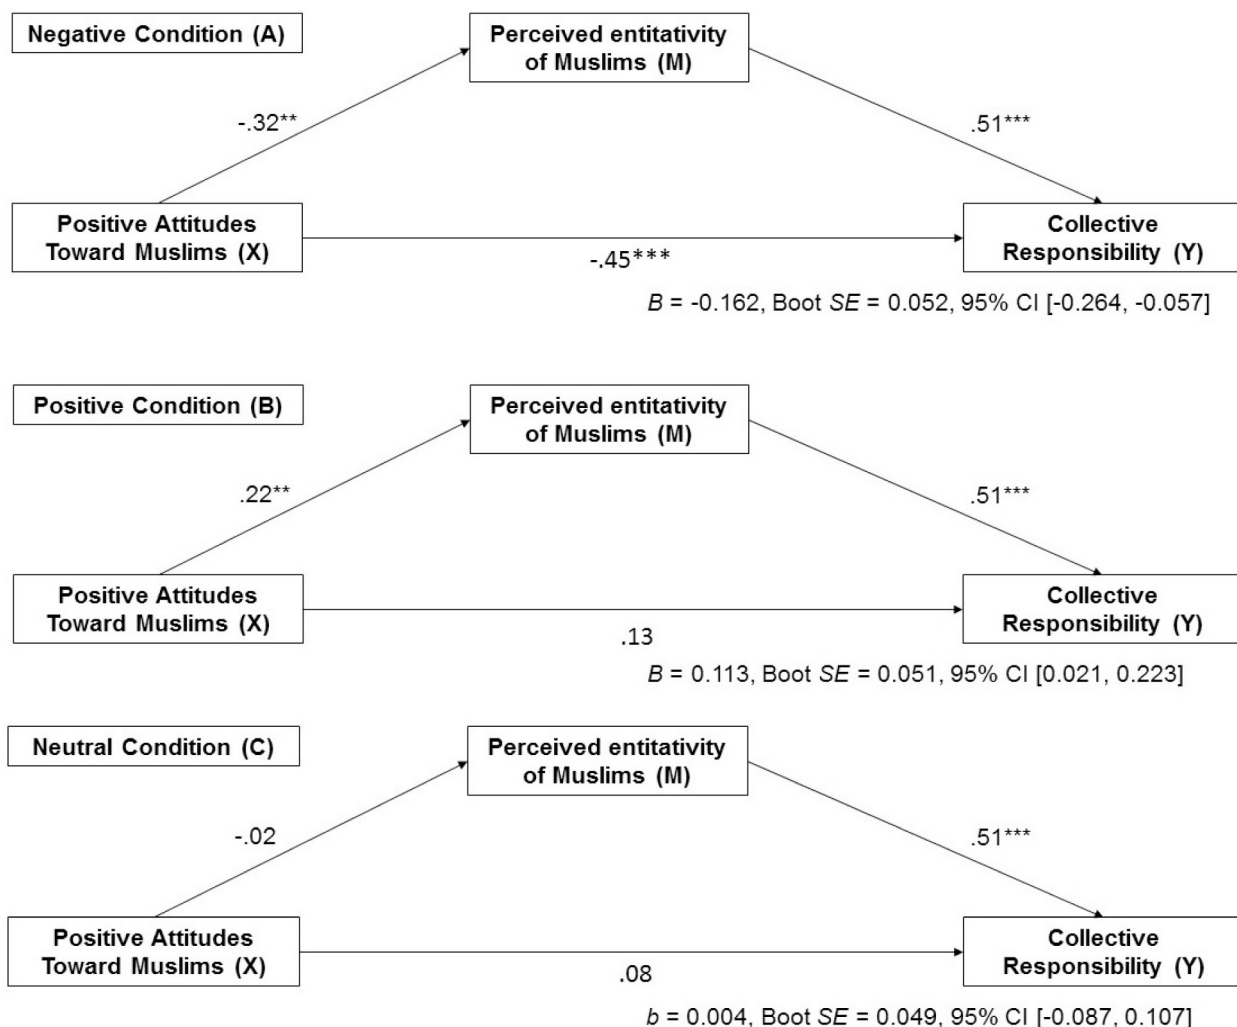 Negative Condition (A)
Perceived entitativity
of Muslims (M)
-.32**
.51***
Positive Attitudes
Toward Muslims (X)
Collective
Responsibility (Y)
-.45***
B = -0.162, Boot SE = 0.052, 95% CI [-0.264, -0.057]
Positive Condition (B)
Perceived entitativity
of Muslims (M)
.22**
.51***
Positive Attitudes
Toward Muslims (X)
Collective
Responsibility (Y)
.13
B = 0.113, Boot SE = 0.051, 95% CI [0.021, 0.223]
Neutral Condition (C)
Perceived entitativity
of Muslims (M)
-.02
.51***
Positive Attitudes
Toward Muslims (X)
Collective
Responsibility (Y)
.08
b = 0.004, Boot SE = 0.049, 95% CI [-0.087, 0.107]